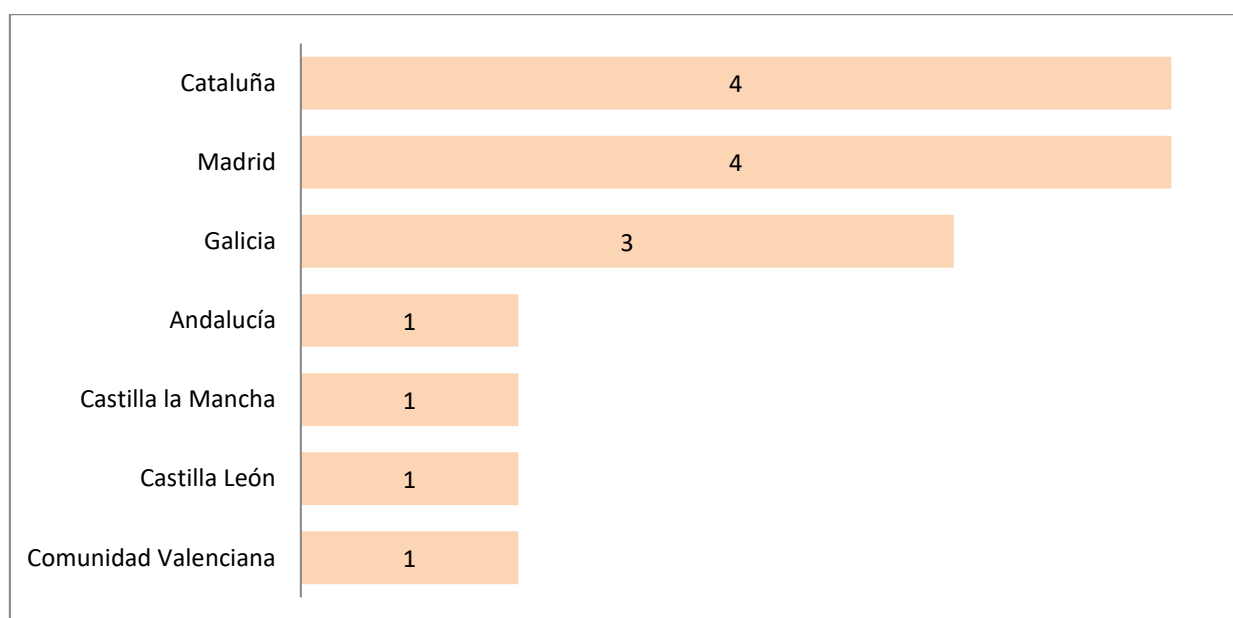 Cataluña 4
Madrid 4
Galicia 3
Andalucía 1
Castilla la Mancha 1
Castilla León 1
Comunidad Valenciana 1